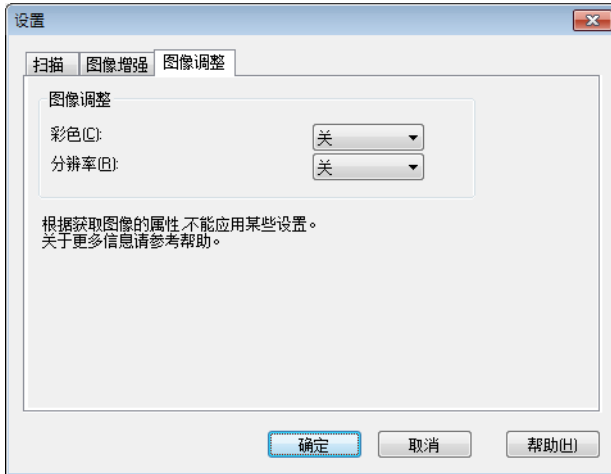 设置
扫描 图像增强 图像调整
图像调整
彩色(C): 关
分辨率(R): 关
根据获取图像的属性,不能应用某些设置。
关于更多信息请参考帮助。
确定 取消 帮助(H)